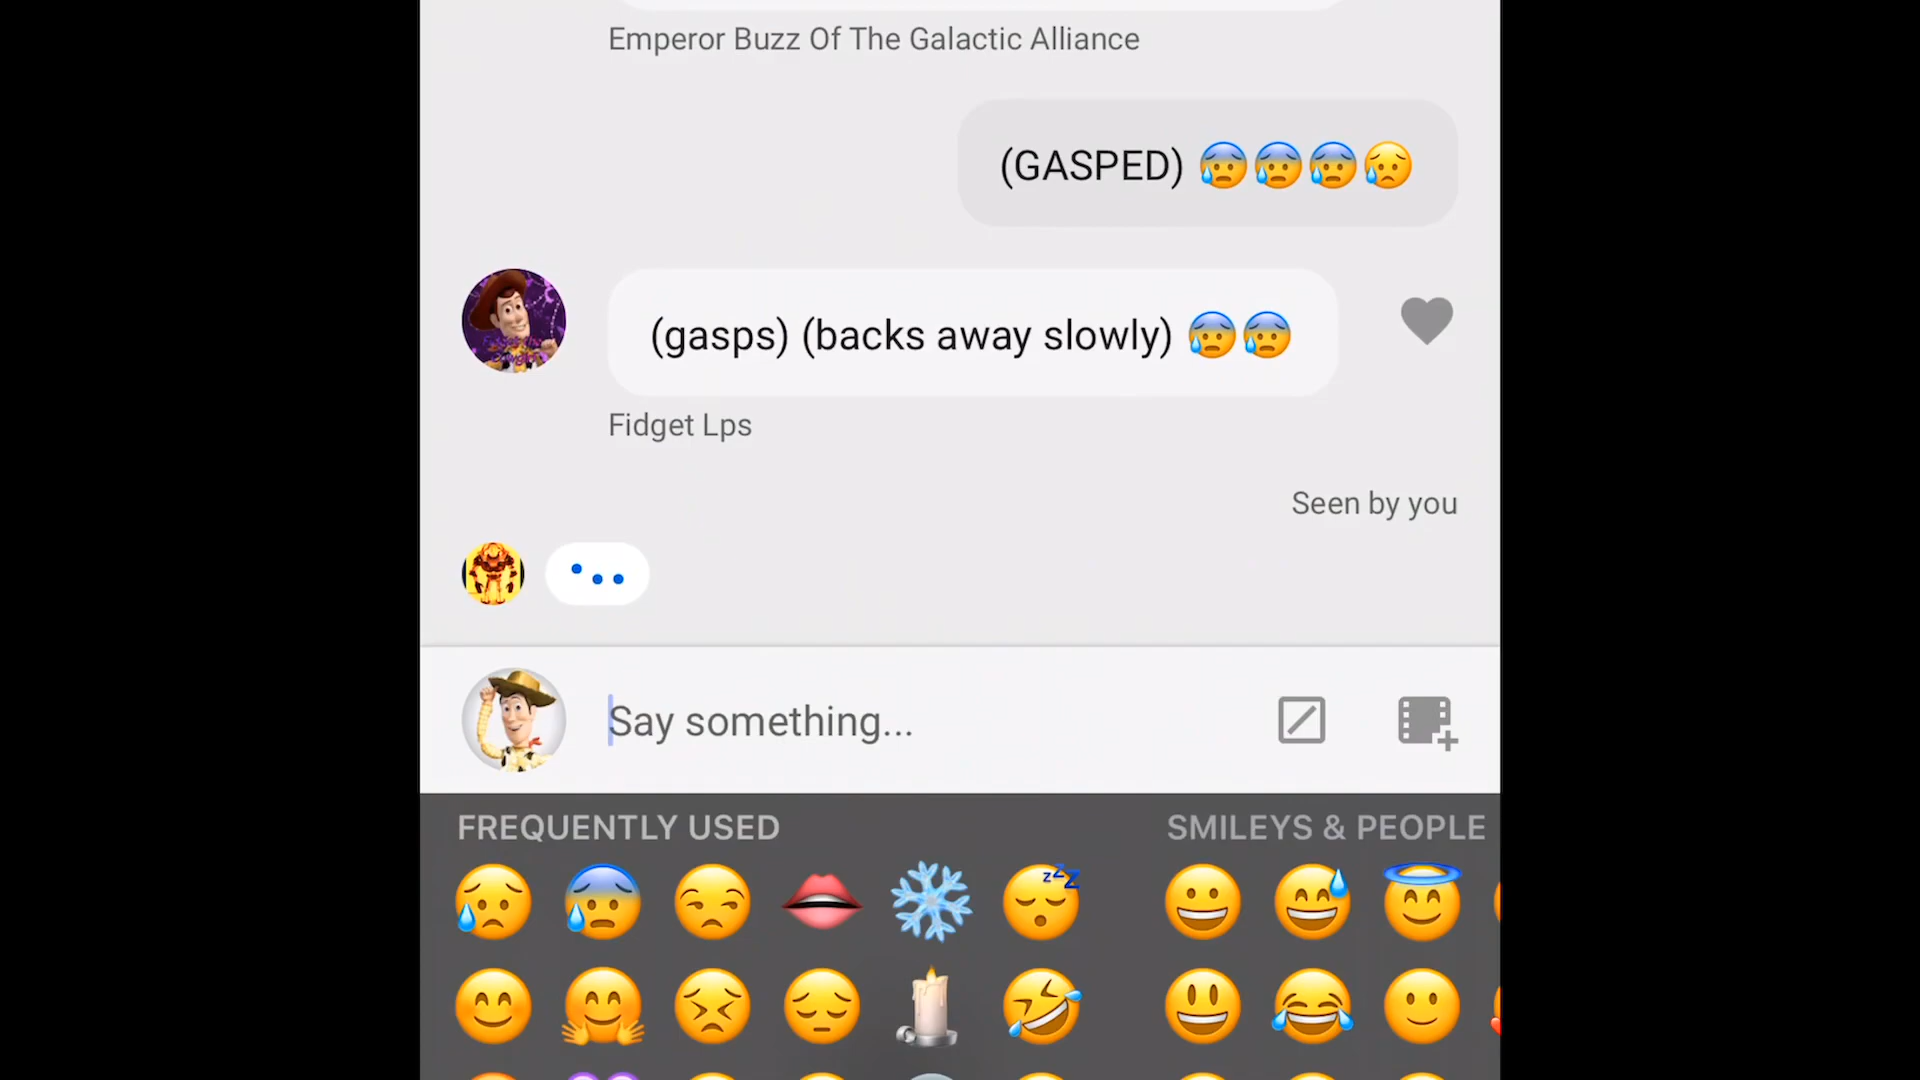 Emperor Buzz Of The Galactic Alliance
(GASPED) 😰😰😰😥
(gasps) (backs away slowly) 😰😰
Fidget Lps
Seen by you
Say something...
FREQUENTLY USED
SMILEYS & PEOPLE